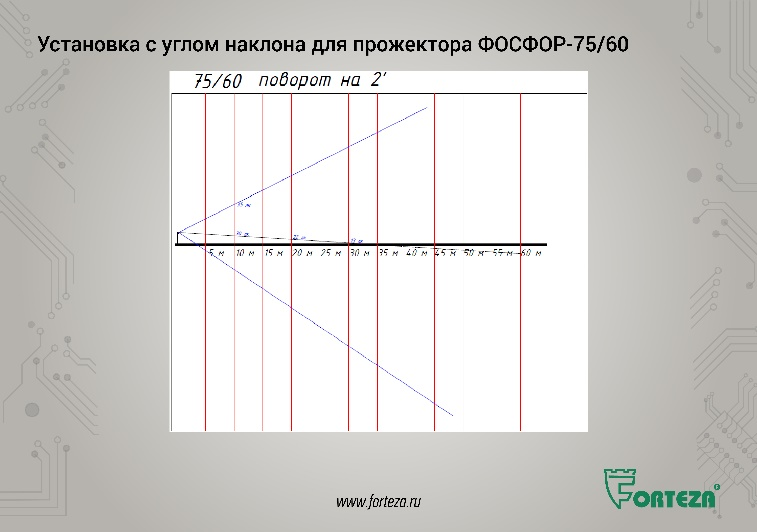 Установка с углом наклона для прожектора ФОСФОР-75/60
75/60 поворот на 2'
5 м 10 м 15 м 20 м 25 м 30 м 35 м 40 м 45 м 50 м 55 м 60 м
www.forteza.ru
FORTEZA